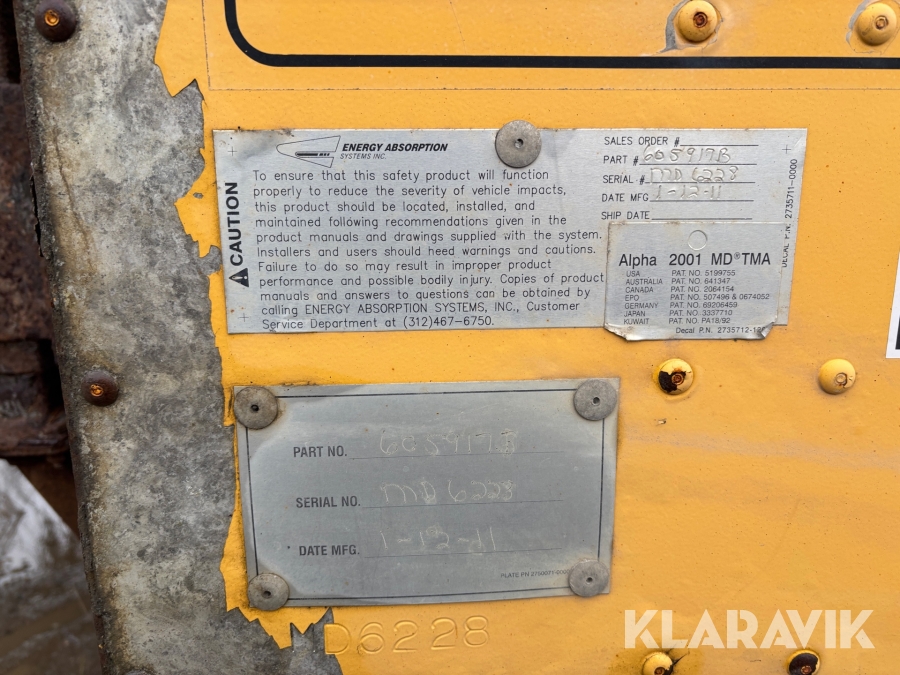 ENERGY ABSORPTION
SYSTEMS INC.
CAUTION
To ensure that this safety product will function
properly to reduce the severity of vehicle impacts,
this product should be located, installed, and
maintained following recommendations given in the
product manuals and drawings supplied with the system.
Installers and users should heed warnings and cautions.
Failure to do so may result in improper product
performance and possible bodily injury. Copies of product
manuals and answers to questions can be obtained by
calling ENERGY ABSORPTION SYSTEMS, INC., Customer
Service Department at (312)467-6750.
SALES ORDER #
PART # 605917B
SERIAL # MD 6228
DATE MFG 1-12-11
SHIP DATE
DECAL P.N. 2735711-0000
Alpha 2001 MD® TMA
USA PAT. NO. 5199755
AUSTRALIA PAT. NO. 641347
CANADA PAT. NO. 2064154
EPO PAT. NO. 507496 & 0674052
GERMANY PAT. NO. 69206459
JAPAN PAT. NO. 3337710
KUWAIT PAT. NO. PA18/92
Decal P.N.
PART NO. 605917B
SERIAL NO. MD 6228
DATE MFG. 1-12-11
PLATE PN
D6228
KLARAVIK